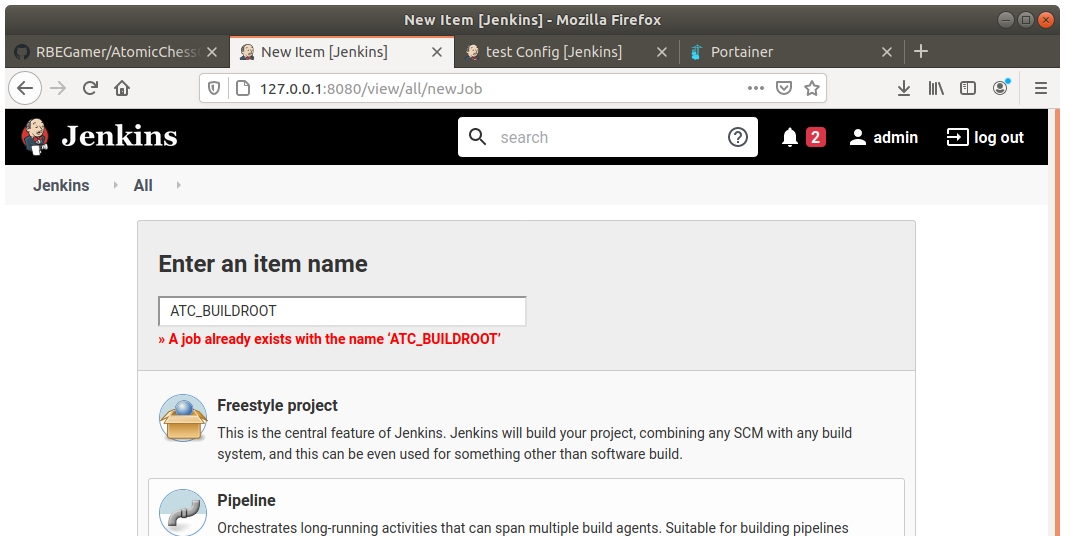 New Item [Jenkins] - Mozilla Firefox
RBEGamer/AtomicChess
New Item [Jenkins]
test Config [Jenkins]
Portainer
127.0.0.1:8080/view/all/newJob
Jenkins
search
2
admin
log out
Jenkins
All
Enter an item name
ATC_BUILDROOT
» A job already exists with the name ‘ATC_BUILDROOT’
Freestyle project
This is the central feature of Jenkins. Jenkins will build your project, combining any SCM with any build
system, and this can be even used for something other than software build.
Pipeline
Orchestrates long-running activities that can span multiple build agents. Suitable for building pipelines